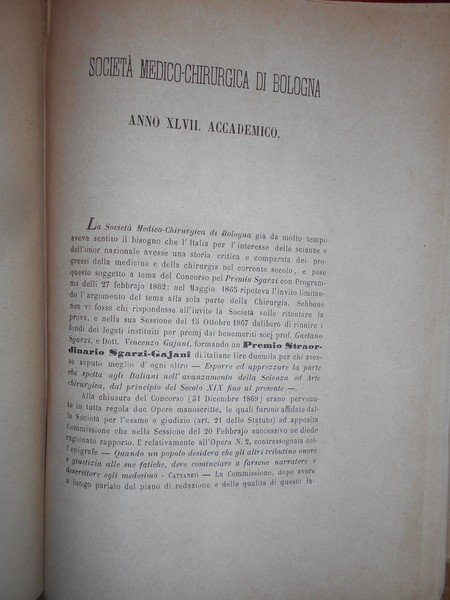 SOCIETÀ MEDICO-CHIRURGICA DI BOLOGNA
ANNO XLVII. ACCADEMICO.
La Società Medico-Chirurgica di Bologna già da molto tempo
aveva sentito il bisogno che l'Italia per l'interesse delle scienze e
dell'onor nazionale avesse una storia critica e comparata dei pro-
gressi della medicina e della chirurgia nel corrente secolo, e pose
questo soggetto a tema del Concorso pel Premio Sgarzi con Program-
ma delli 27 febbrajo 1862: nel Maggio 1865 ripeteva l'invito limitan-
do l'argomento del tema alla sola parte della Chirurgia. Sebbene
non vi fosse chi rispondesse all'invito la Società volle ritentare la
prova, e nella sua Sessione del 15 Ottobre 1867 delibero di riunire i
fondi dei legati instituiti per premj dai benemeriti socj prof. Gaetano
Sgarzi, e Dott. Vincenzo Gajani, formando un Premio Straor-
dinario Sgarzi-Gajani di italiane lire duemila per chi aves-
se saputo meglio d'ogni altro — Esporre ed apprezzare la parte
che spetta agli Italiani nell'avanzamento della Scienza ed Arte
chirurgica, dal principio del Secolo XIX fino al presente —.
Alla chiusura del Concorso (31 Dicembre 1869) erano pervenu-
te in tutta regola due Opere manoscritte, le quali furono affidate dal-
la Società per l'esame e giudizio (art. 21 dello Statuto) ad apposita
Commissione che nella Sessione del 20 Febbrajo successivo ne diede
ragionato rapporto. E relativamente all'Opera N. 2, contrassegnata col-
l'epigrafe — Quando un popolo desidera che gli altri tributino onore
e giustizia alle sue fatiche, deve cominciare a farsene narratore e
descrittore egli medesimo - CATTANEO — La Commissione, dopo avere
a lungo parlato del piano di redazione e delle qualità di questo la-